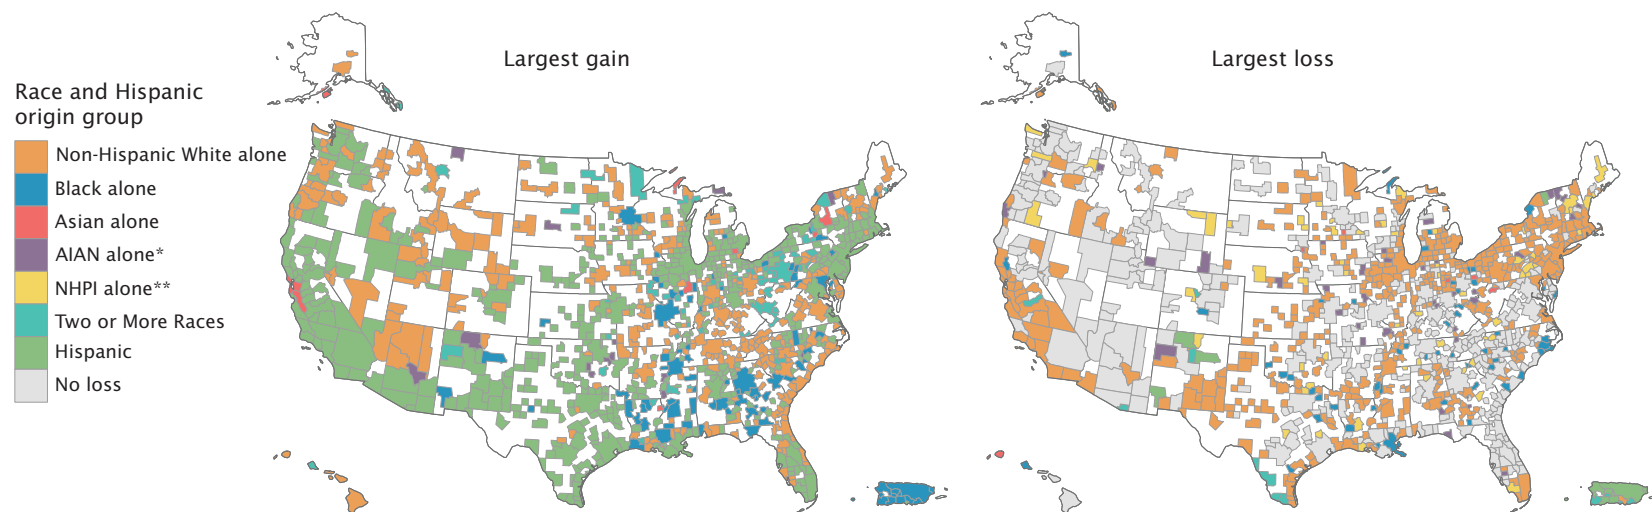 Largest gain
Largest loss
Race and Hispanic
origin group
Non-Hispanic White alone
Black alone
Asian alone
AIAN alone*
NHPI alone**
Two or More Races
Hispanic
No loss